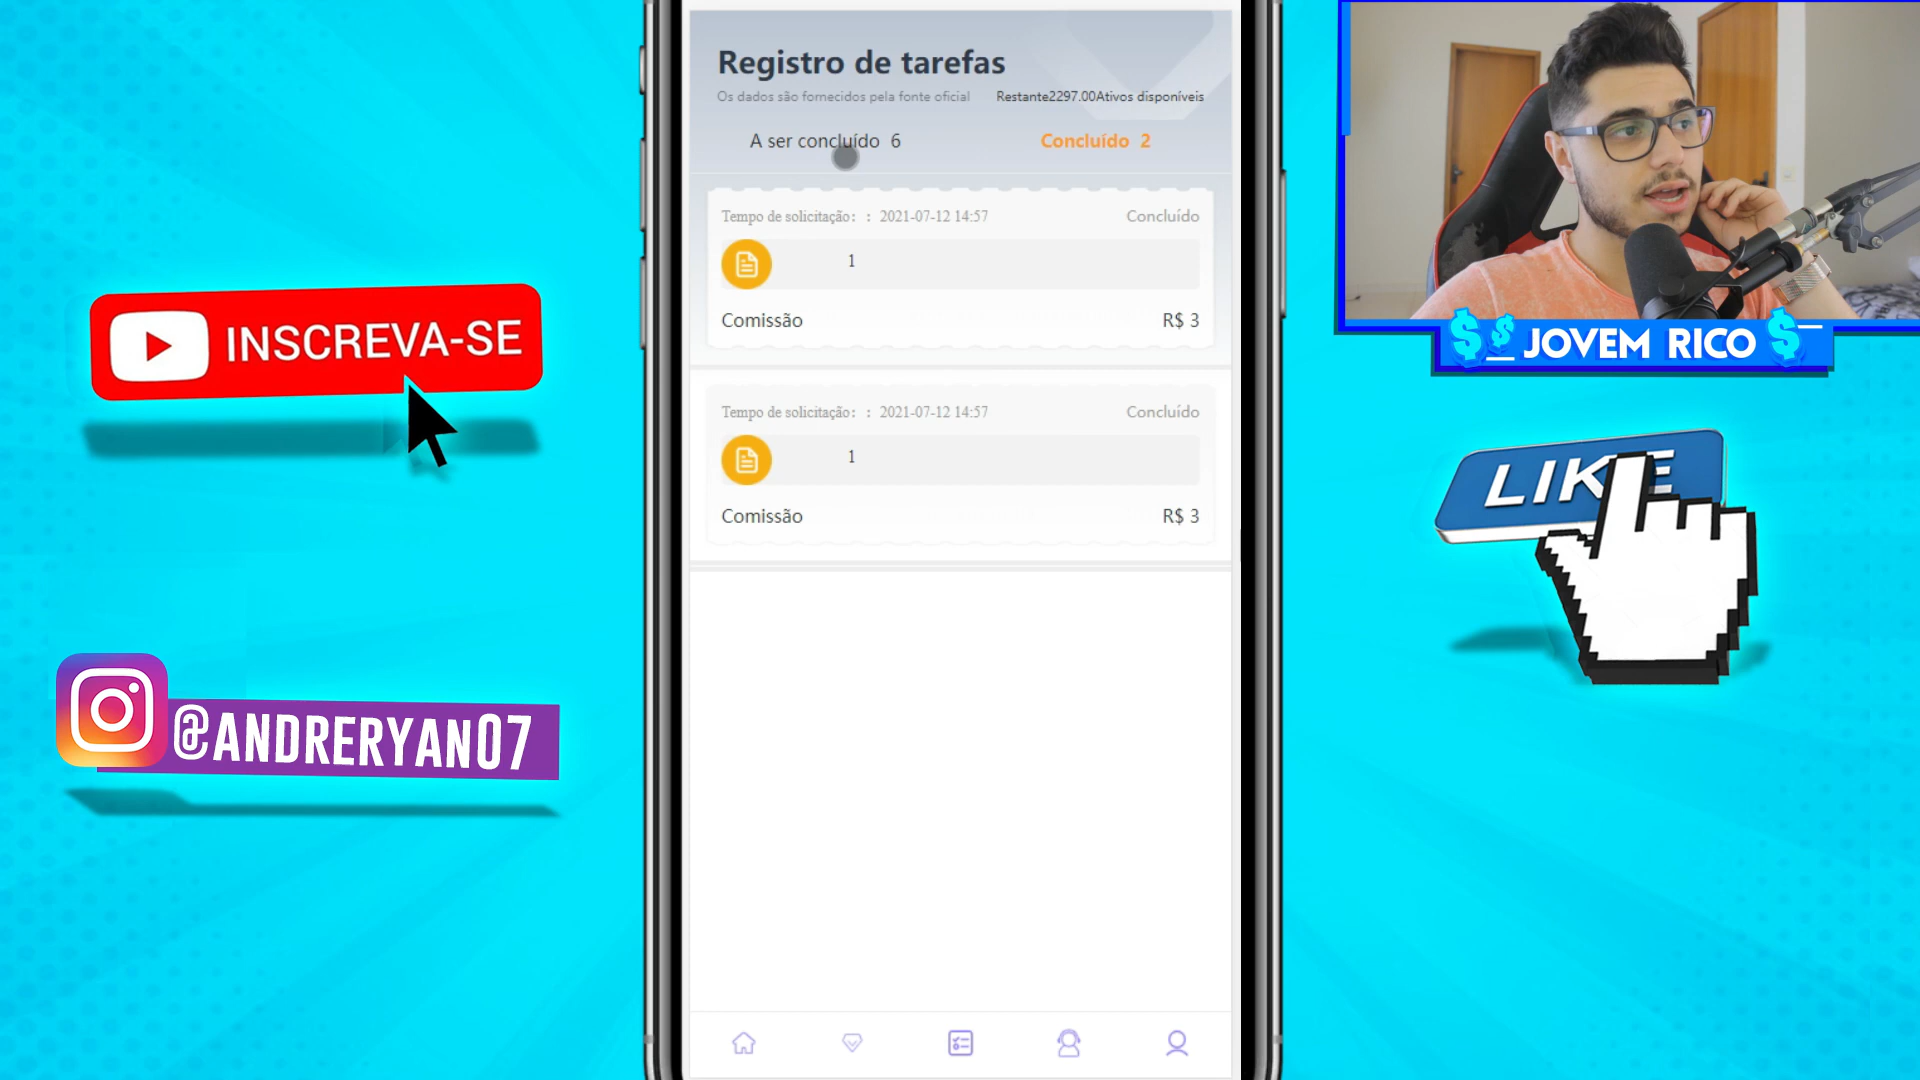 Registro de tarefas
Os dados são fornecidos pela fonte oficial Restante2297.00Ativos disponíveis
A ser concluído 6 Concluído 2
Tempo de solicitação: : 2021-07-12 14:57 Concluído
1
Comissão R$ 3
Tempo de solicitação: : 2021-07-12 14:57 Concluído
1
Comissão R$ 3
INSCREVA-SE
@ANDRERYAN07
$ $ JOVEM RICO $
LIKE